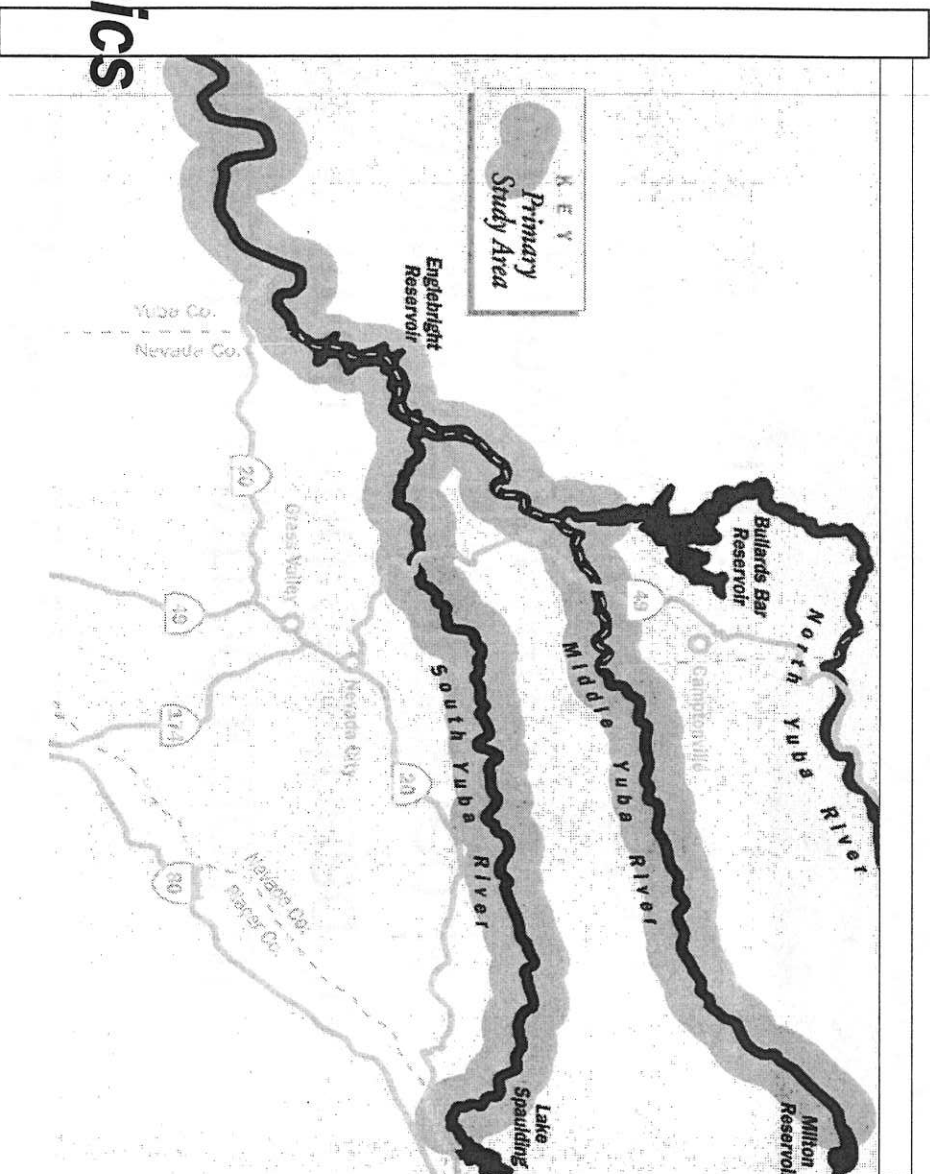 ics
KEY
Primary
Study Area
Englebright
Reservoir
Yuba Co.
Nevada Co.
Bullards Bar
Reservoir
North Yuba River
49
Camptonville
Middle Yuba River
20
Grass Valley
49
Nevada City
174
20
South Yuba River
80
Nevada Co.
Placer Co.
Lake
Spaulding
Milton
Reservoi